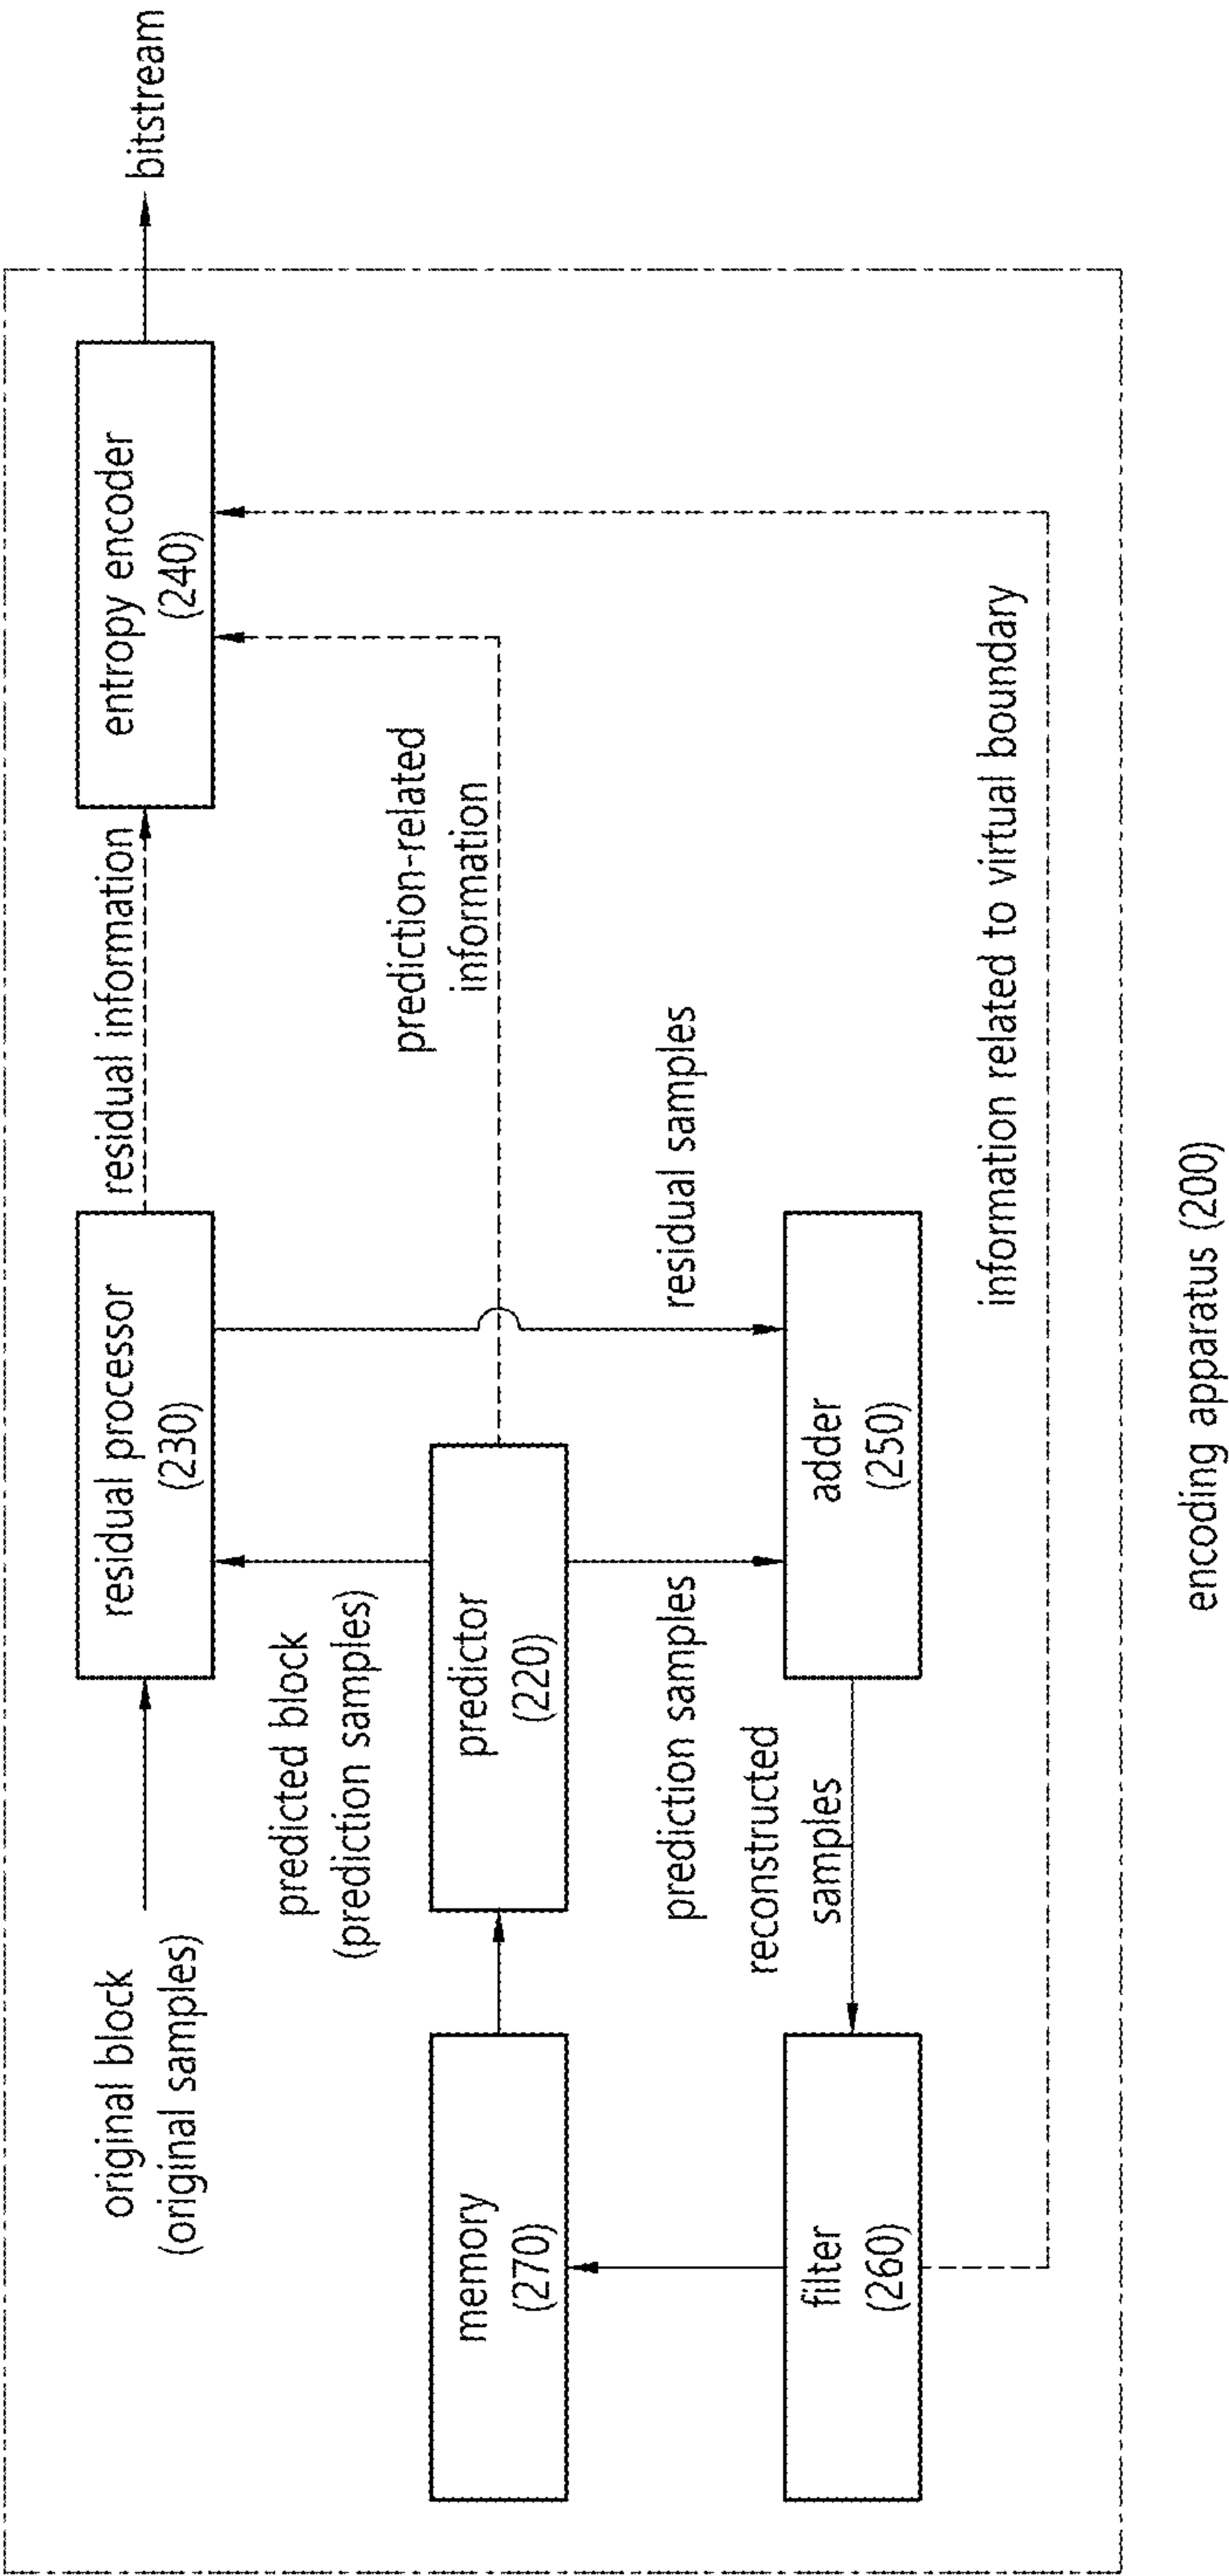 original block
(original samples)
residual processor
(230)
residual information
entropy encoder
(240)
bitstream
predicted block
(prediction samples)
prediction-related
information
memory
(270)
predictor
(220)
prediction samples
residual samples
reconstructed
samples
filter
(260)
adder
(250)
information related to virtual boundary
encoding apparatus (200)